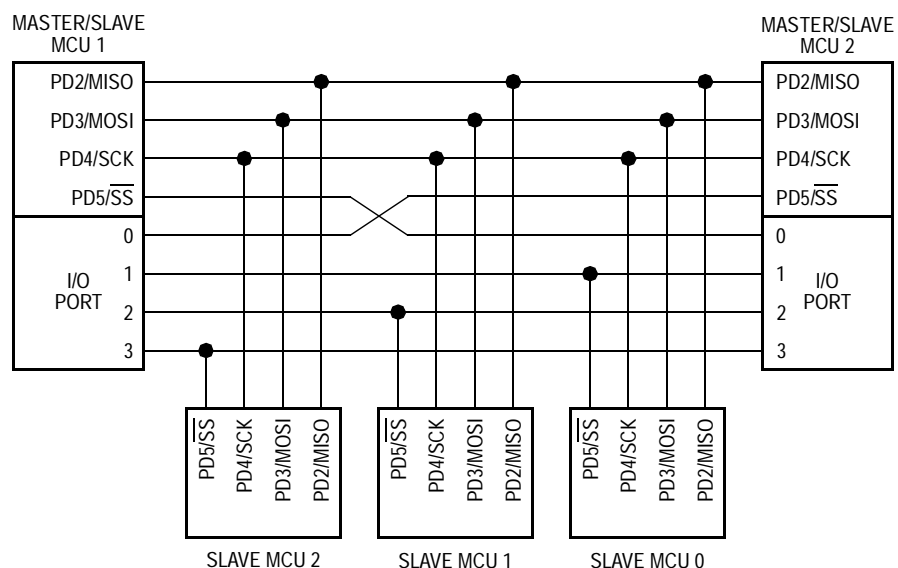 MASTER/SLAVE
MCU 1
MASTER/SLAVE
MCU 2
PD2/MISO
PD3/MOSI
PD4/SCK
PD5/S̅S̅
0
1
I/O
PORT
2
3
PD2/MISO
PD3/MOSI
PD4/SCK
PD5/S̅S̅
0
1
I/O
PORT
2
3
PD5/SS
PD4/SCK
PD3/MOSI
PD2/MISO
PD5/SS
PD4/SCK
PD3/MOSI
PD2/MISO
PD5/SS
PD4/SCK
PD3/MOSI
PD2/MISO
SLAVE MCU 2
SLAVE MCU 1
SLAVE MCU 0